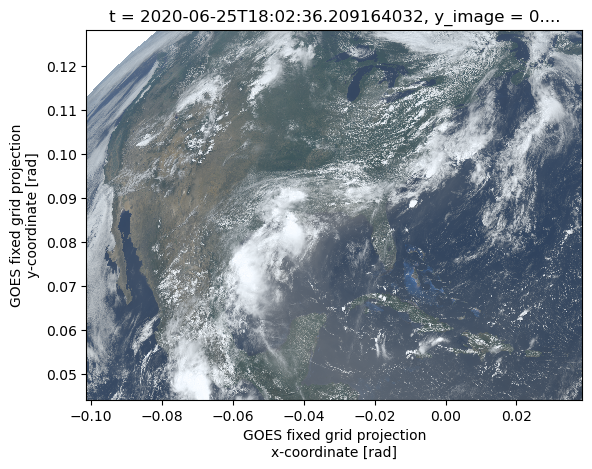 t = 2020-06-25T18:02:36.209164032, y_image = 0....
0.12
0.11
0.10
0.09
0.08
0.07
0.06
0.05
GOES fixed grid projection
y-coordinate [rad]
−0.10 −0.08 −0.06 −0.04 −0.02 0.00 0.02
GOES fixed grid projection
x-coordinate [rad]